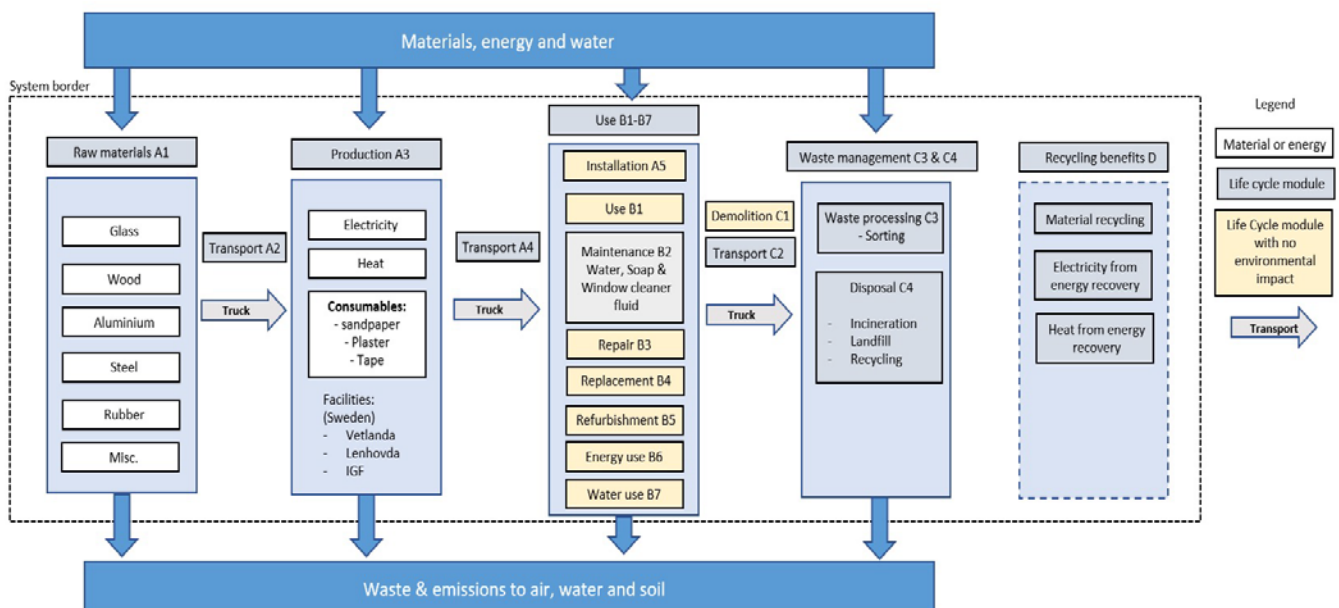 Materials, energy and water
System border
Raw materials A1
Glass
Wood
Aluminium
Steel
Rubber
Misc.
Transport A2
Truck
Production A3
Electricity
Heat
Consumables:
- sandpaper
- Plaster
- Tape
Facilities:
(Sweden)
- Vetlanda
- Lenhovda
- IGF
Transport A4
Truck
Use B1-B7
Installation A5
Use B1
Maintenance B2
Water, Soap &
Window cleaner
fluid
Repair B3
Replacement B4
Refurbishment B5
Energy use B6
Water use B7
Demolition C1
Transport C2
Truck
Waste management C3 & C4
Waste processing C3
- Sorting
Disposal C4
- Incineration
- Landfill
- Recycling
Recycling benefits D
Material recycling
Electricity from
energy recovery
Heat from energy
recovery
Legend
Material or energy
Life cycle module
Life Cycle module
with no
environmental
impact
Transport
Waste & emissions to air, water and soil